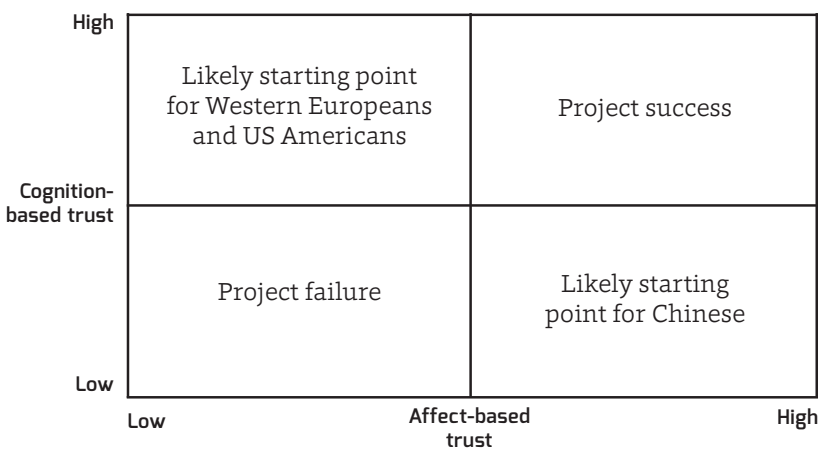 High
Likely starting point
for Western Europeans
and US Americans
Project success
Cognition-
based trust
Project failure
Likely starting
point for Chinese
Low
Low
Affect-based
trust
High